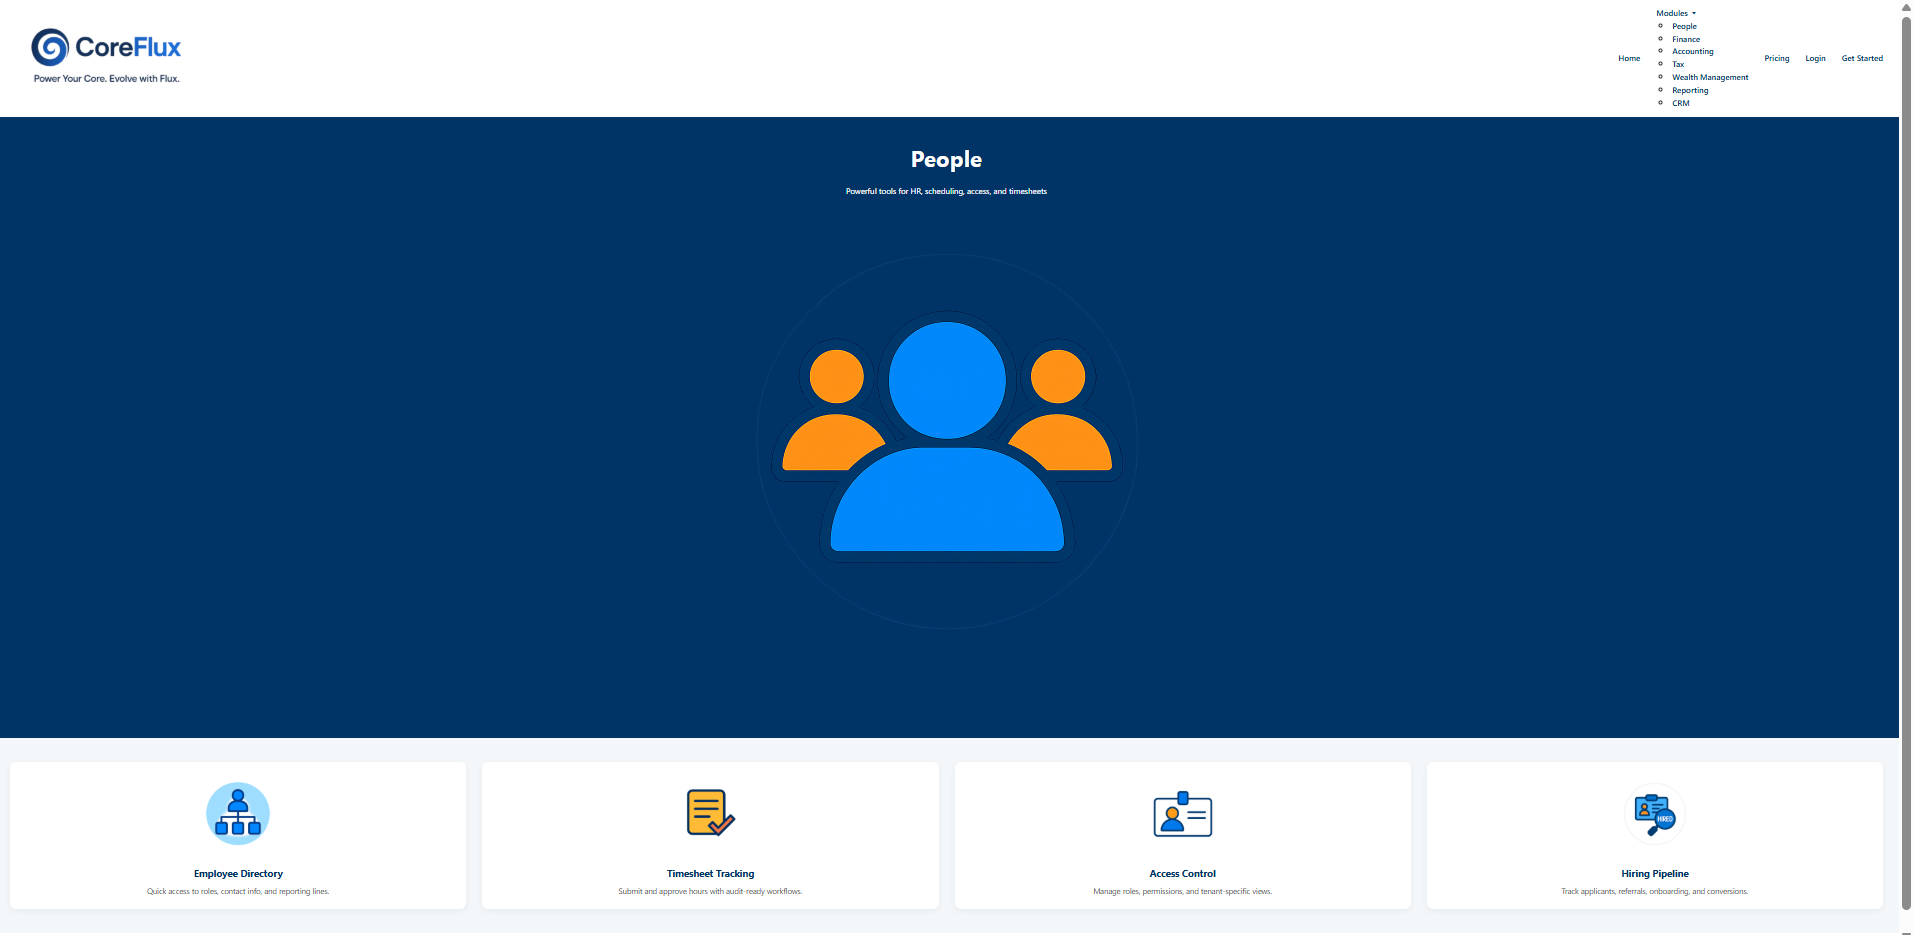 CoreFlux
Power Your Core. Evolve with Flux.
Home
Modules
People
Finance
Accounting
Tax
Wealth Management
Reporting
CRM
Pricing
Login
Get Started
People
Powerful tools for HR, scheduling, access, and timesheets
HIRED
Employee Directory
Quick access to roles, contact info, and reporting lines.
Timesheet Tracking
Submit and approve hours with audit-ready workflows.
Access Control
Manage roles, permissions, and tenant-specific views.
Hiring Pipeline
Track applicants, referrals, onboarding, and conversions.